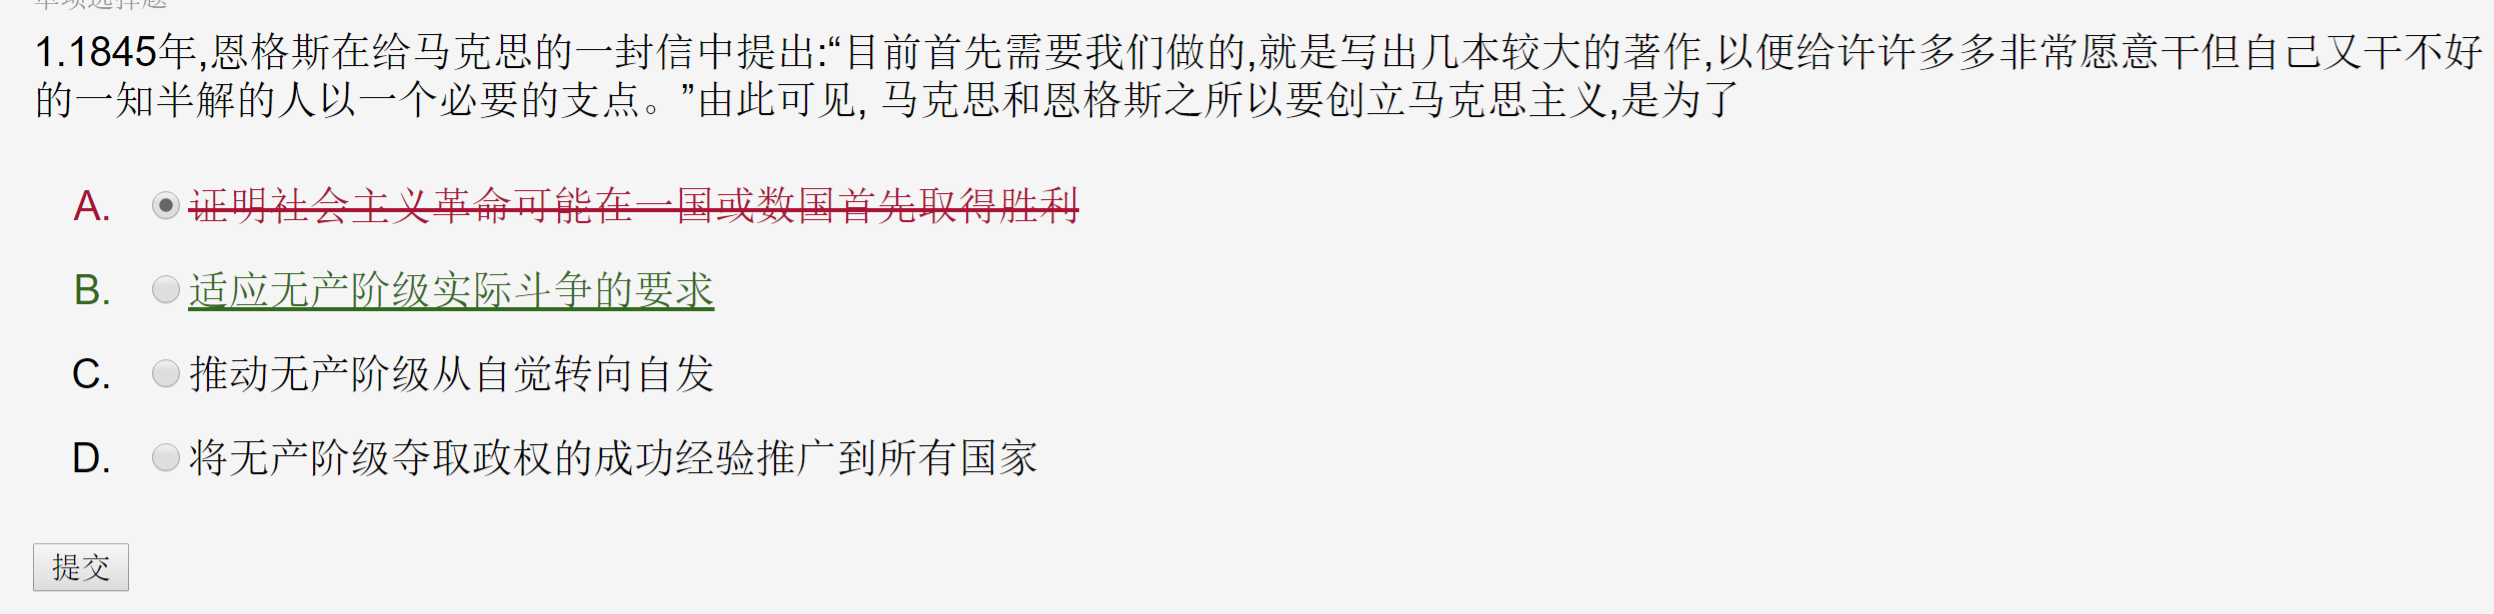 单项选择题
1.1845年,恩格斯在给马克思的一封信中提出:“目前首先需要我们做的,就是写出几本较大的著作,以便给许许多多非常愿意干但自己又干不好
的一知半解的人以一个必要的支点。”由此可见, 马克思和恩格斯之所以要创立马克思主义,是为了
A. 证明社会主义革命可能在一国或数国首先取得胜利
B. 适应无产阶级实际斗争的要求
C. 推动无产阶级从自觉转向自发
D. 将无产阶级夺取政权的成功经验推广到所有国家
提交